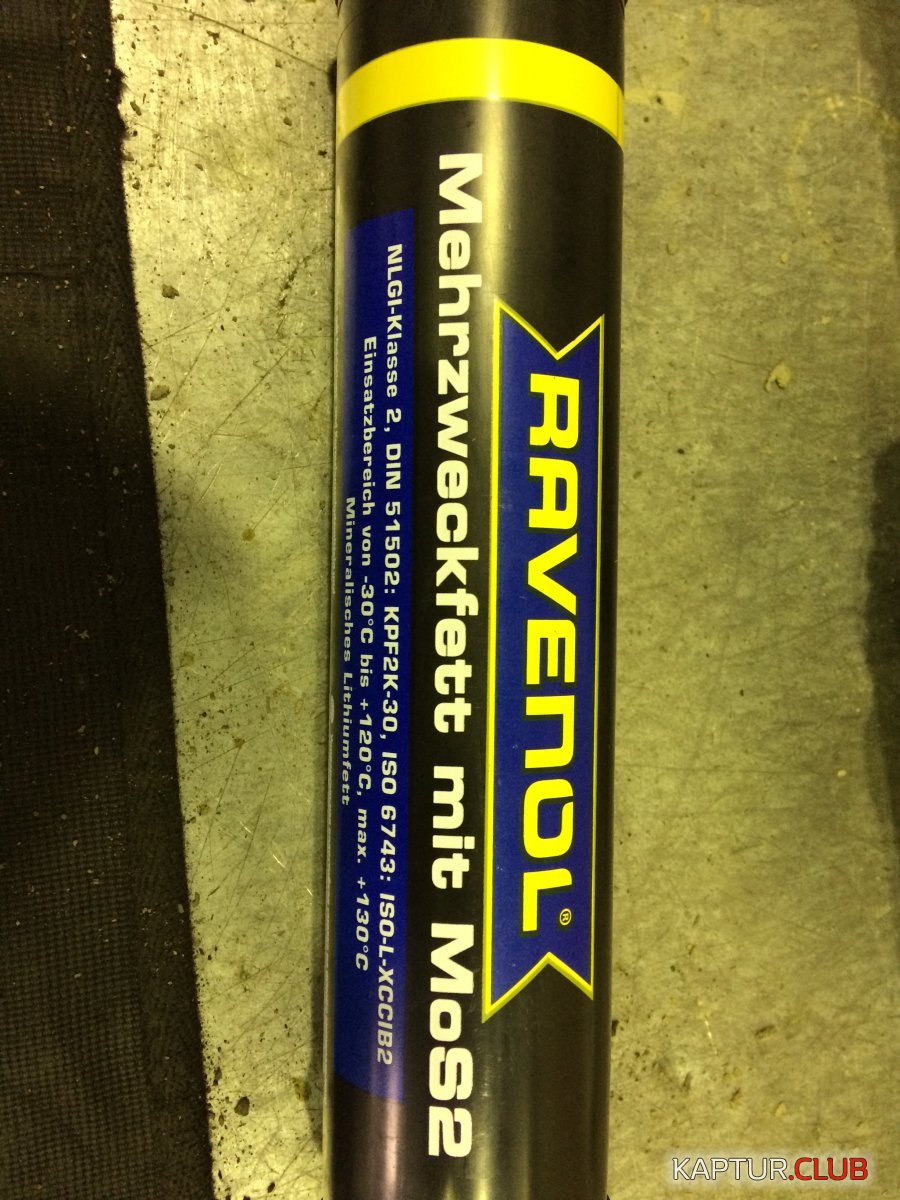 RAVENOL®
Mehrzweckfett mit MoS2
NLGI-Klasse 2, DIN 51502: KPF2K-30, ISO 6743: ISO-L-XCCIB2
Einsatzbereich von -30°C bis +120°C, max. +130°C
Mineralisches Lithiumfett
KAPTUR.CLUB